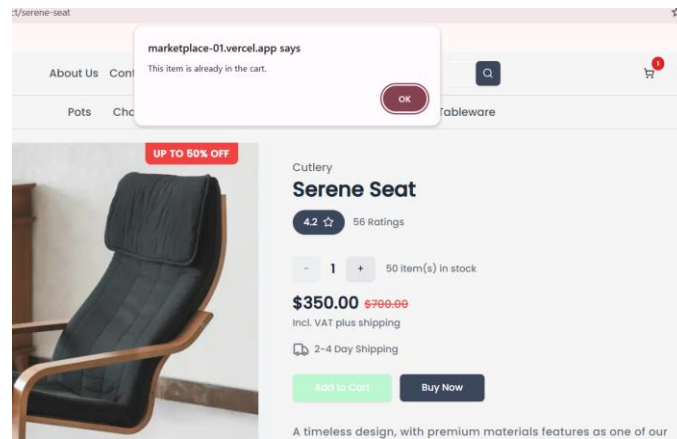 ct/serene-seat
marketplace-01.vercel.app says
This item is already in the cart.
OK
About Us Cont
1
Pots Cha
Tableware
UP TO 50% OFF
Cutlery
Serene Seat
4.2 56 Ratings
- 1 + 50 item(s) in stock
$350.00 $700.00
Incl. VAT plus shipping
2-4 Day Shipping
Add to Cart Buy Now
A timeless design, with premium materials features as one of our